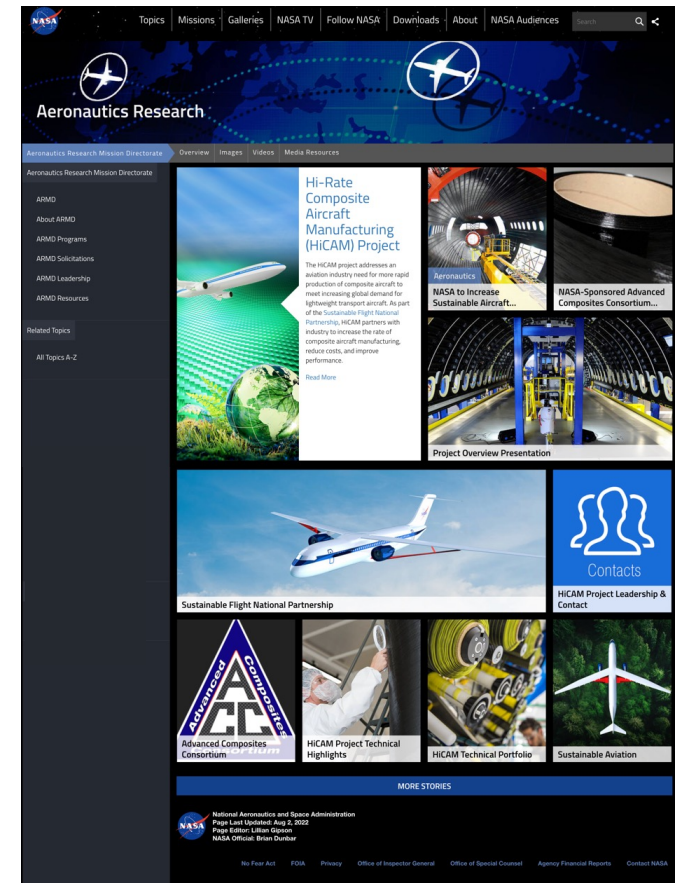 NASA
Topics
Missions
Galleries
NASA TV
Follow NASA
Downloads
About
NASA Audiences
Search
Aeronautics Research
Aeronautics Research Mission Directorate
Overview
Images
Videos
Media Resources
Aeronautics Research Mission Directorate
ARMD
About ARMD
ARMD Programs
ARMD Solicitations
ARMD Leadership
ARMD Resources
Related Topics
All Topics A-Z
Hi-Rate
Composite
Aircraft
Manufacturing
(HiCAM) Project
The HiCAM project addresses an
aviation industry need for more rapid
production of composite aircraft to
meet increasing global demand for
lightweight transport aircraft. As part
of the Sustainable Flight National
Partnership, HiCAM partners with
industry to increase the rate of
composite aircraft manufacturing,
reduce costs, and improve
performance.
Read More
Aeronautics
NASA to Increase
Sustainable Aircraft...
NASA-Sponsored Advanced
Composites Consortium...
Project Overview Presentation
Sustainable Flight National Partnership
Contacts
HiCAM Project Leadership &
Contact
Advanced Composites
ACC
Consortium
Advanced Composites
Consortium
HiCAM Project Technical
Highlights
HiCAM Technical Portfolio
Sustainable Aviation
MORE STORIES
NASA
National Aeronautics and Space Administration
Page Last Updated: Aug 2, 2022
Page Editor: Lillian Gipson
NASA Official: Brian Dunbar
No Fear Act
FOIA
Privacy
Office of Inspector General
Office of Special Counsel
Agency Financial Reports
Contact NASA